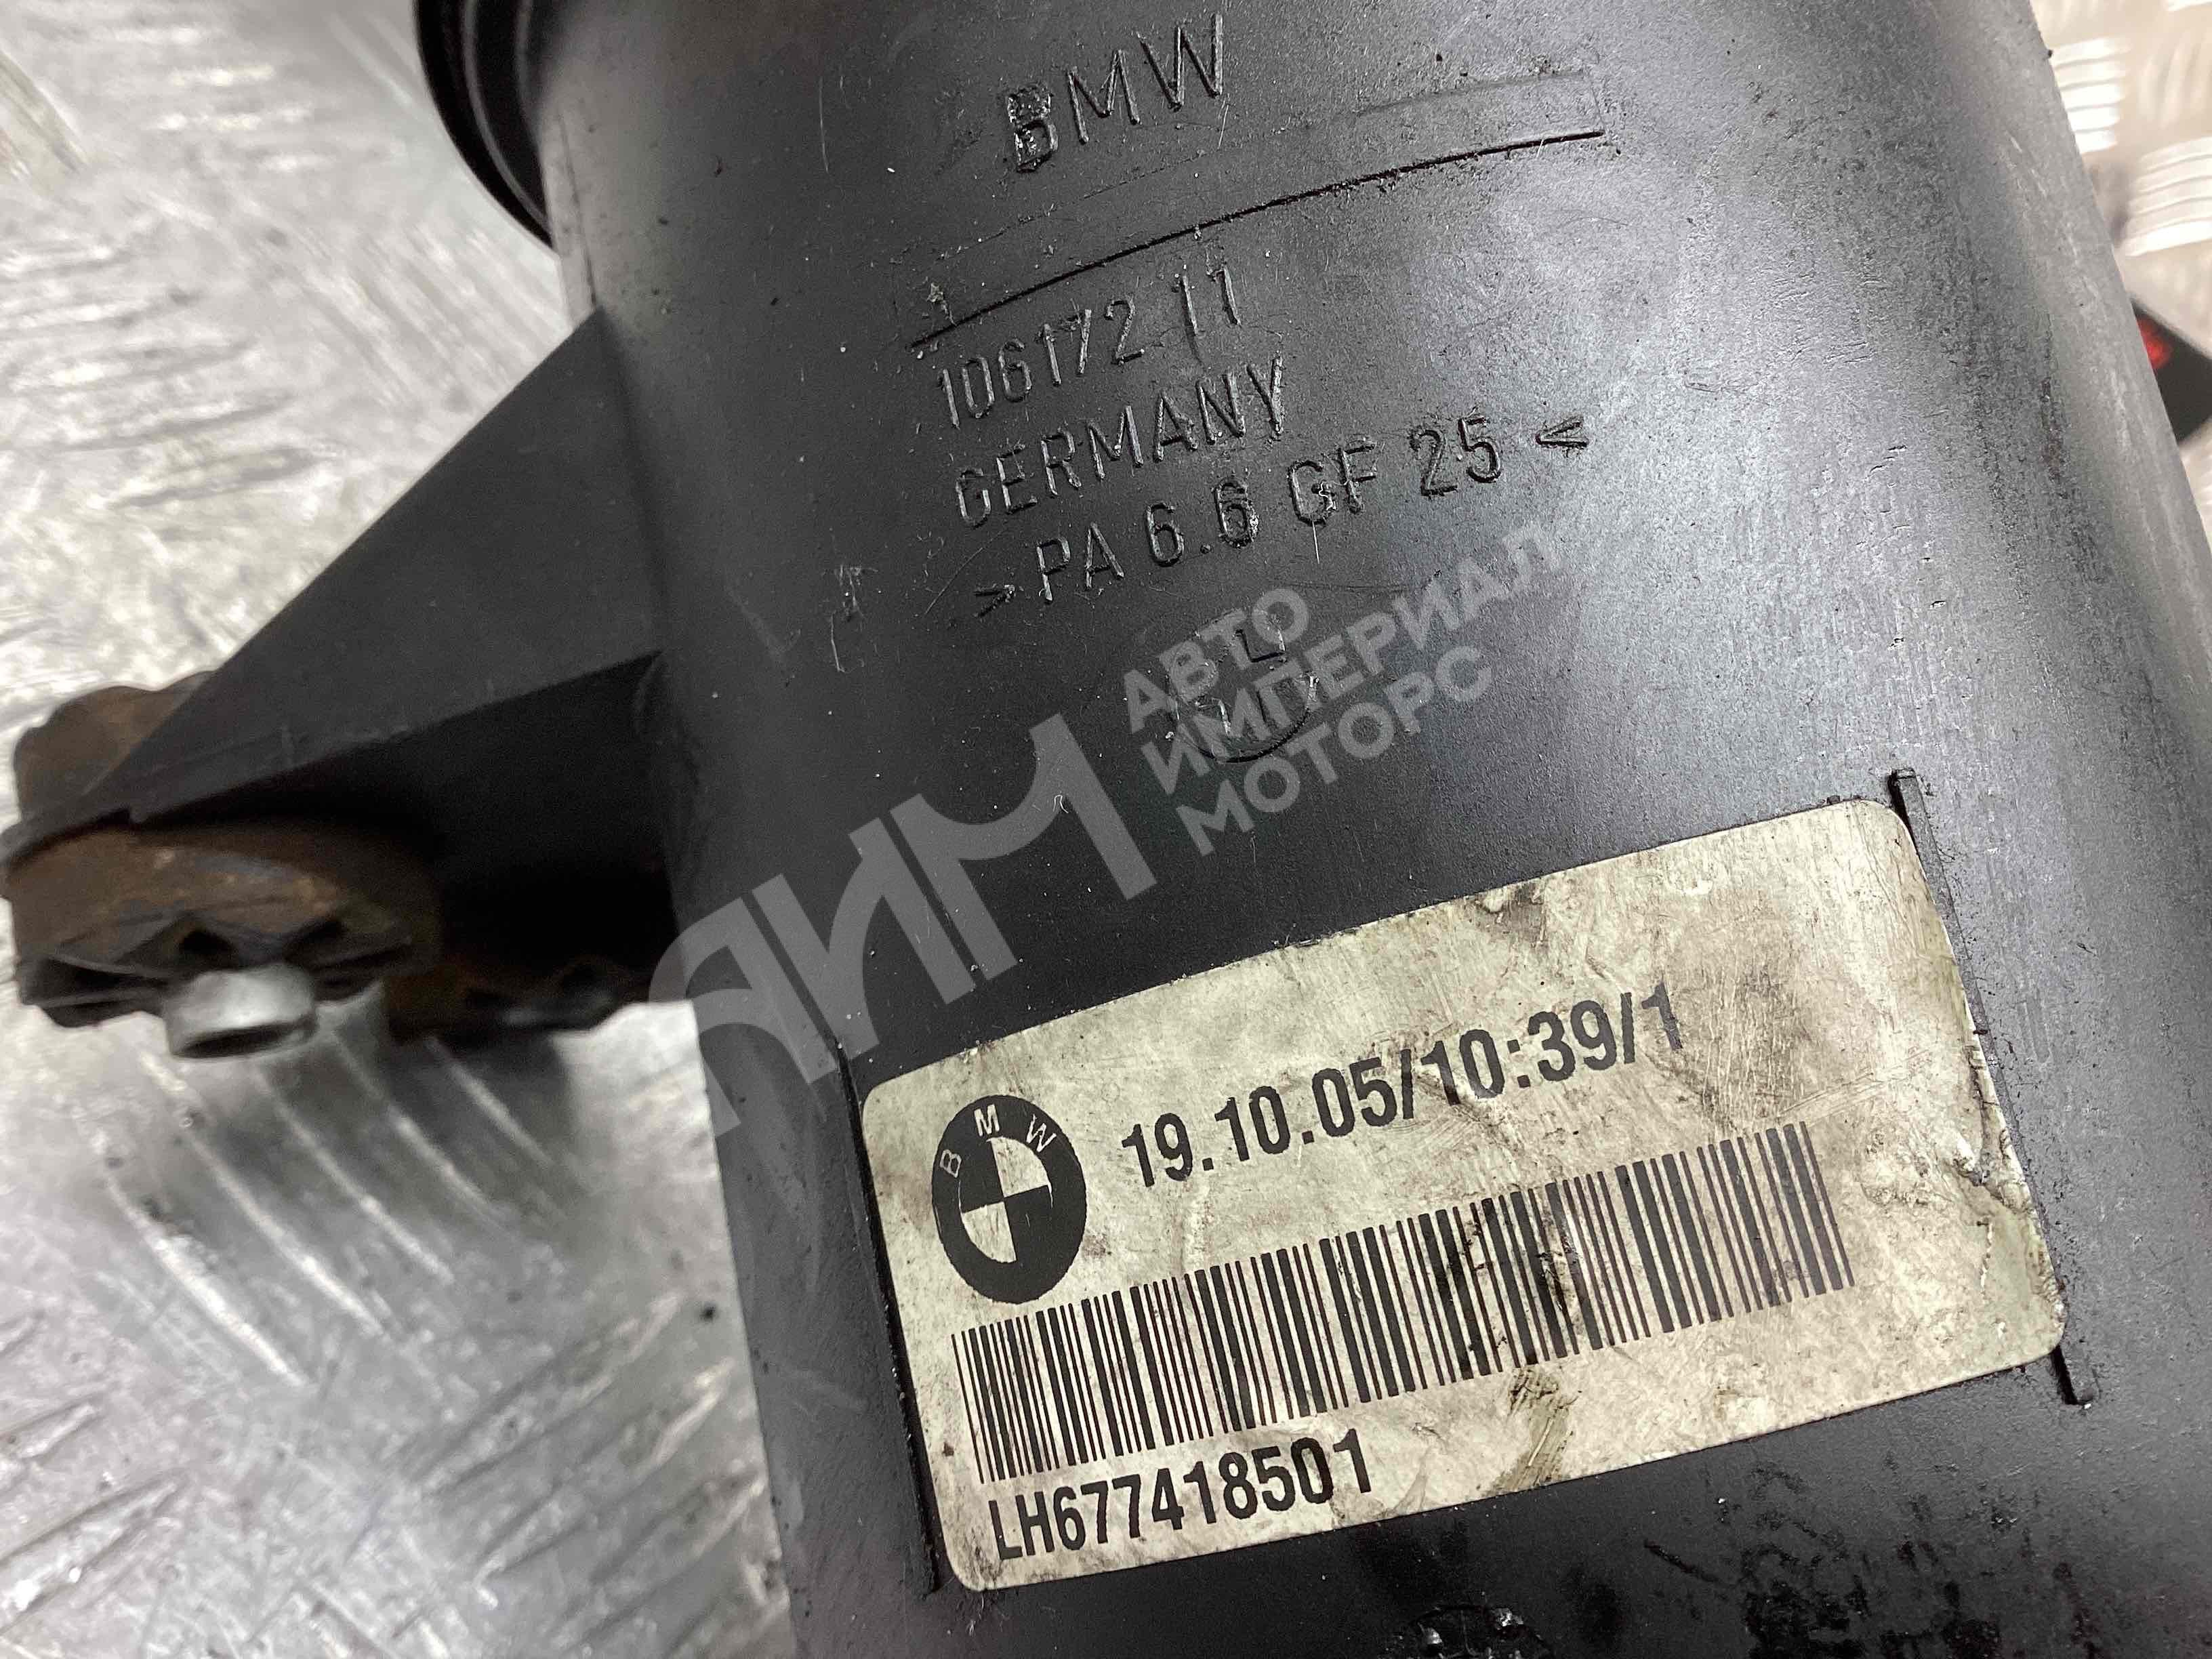 BMW
106172 11
GERMANY
>PA 6.6 GF 25<
АВТО
ИМПЕРИАЛ
МОТОРС
АИМ
BMW
19.10.05/10:39/1
LH677418501